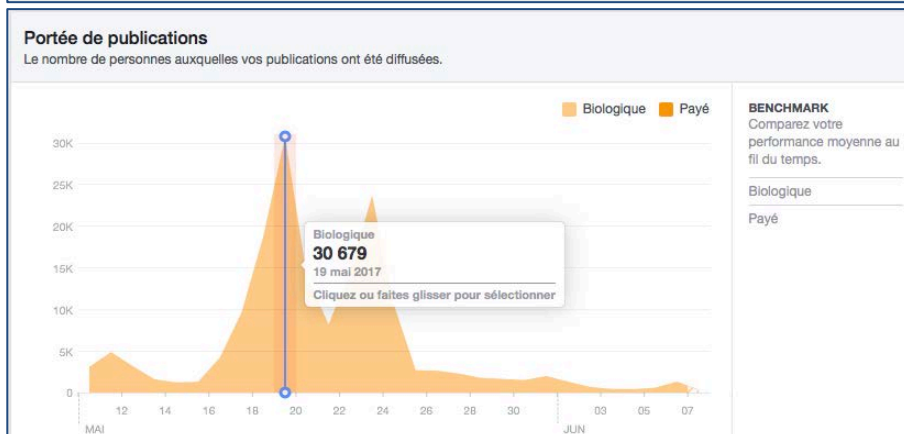 Portée de publications
Le nombre de personnes auxquelles vos publications ont été diffusées.
Biologique
Payé
BENCHMARK
Comparez votre
performance moyenne au
fil du temps.
Biologique
Payé
30K
25K
20K
15K
10K
5K
0
Biologique
30 679
19 mai 2017
Cliquez ou faites glisser pour sélectionner
12 14 16 18 20 22 24 26 28 30 03 05 07
MAI JUN